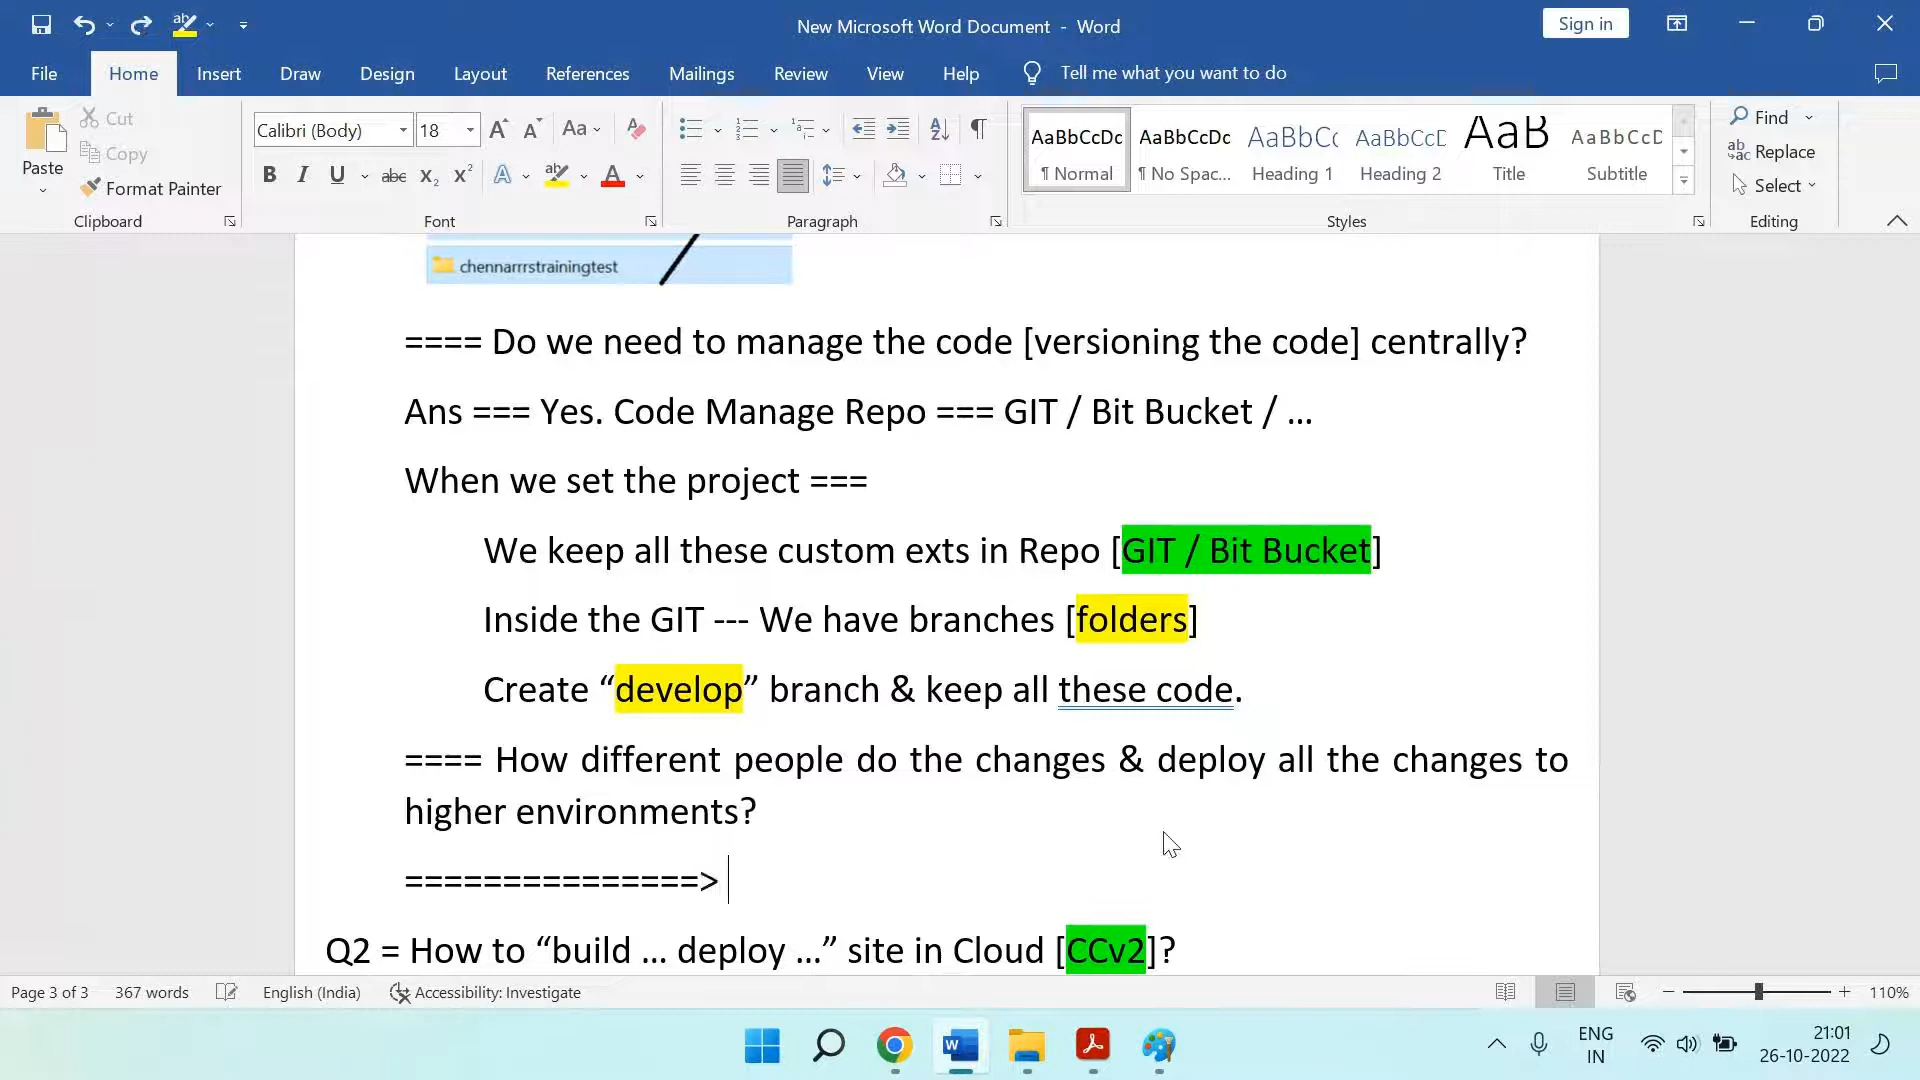 New Microsoft Word Document - Word
Sign in
File Home Insert Draw Design Layout References Mailings Review View Help Tell me what you want to do
Paste
Cut
Copy
Format Painter
Clipboard
Calibri (Body) 18
Font
Paragraph
AaBbCcDc AaBbCcDc AaBbCc AaBbCcD AaB AaBbCcD
¶ Normal ¶ No Spac... Heading 1 Heading 2 Title Subtitle
Styles
Find
Replace
Select
Editing
chennarrrstrainingtest
==== Do we need to manage the code [versioning the code] centrally?
Ans === Yes. Code Manage Repo === GIT / Bit Bucket / …
When we set the project ===
We keep all these custom exts in Repo [GIT / Bit Bucket]
Inside the GIT --- We have branches [folders]
Create “develop” branch & keep all these code.
==== How different people do the changes & deploy all the changes to
higher environments?
===============>
Q2 = How to “build … deploy …” site in Cloud [CCv2]?
Page 3 of 3 367 words English (India) Accessibility: Investigate 110%
ENG
IN
21:01
26-10-2022